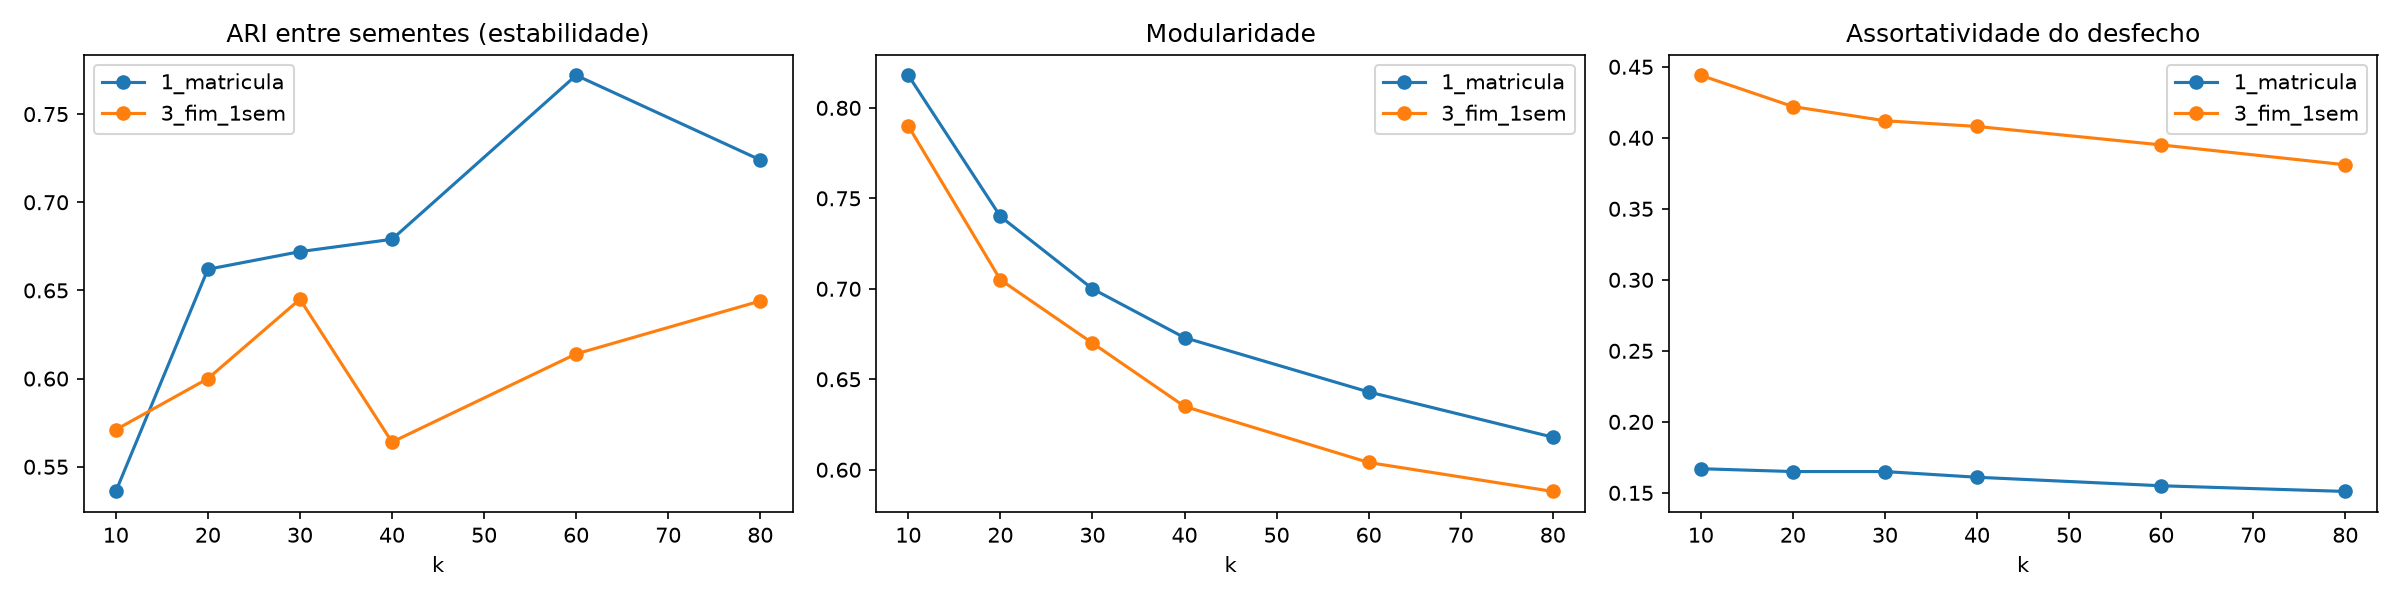 ARI entre sementes (estabilidade)
1_matricula
3_fim_1sem
0.75
0.70
0.65
0.60
0.55
10 20 30 40 50 60 70 80
k
Modularidade
1_matricula
3_fim_1sem
0.80
0.75
0.70
0.65
0.60
10 20 30 40 50 60 70 80
k
Assortatividade do desfecho
1_matricula
3_fim_1sem
0.45
0.40
0.35
0.30
0.25
0.20
0.15
10 20 30 40 50 60 70 80
k